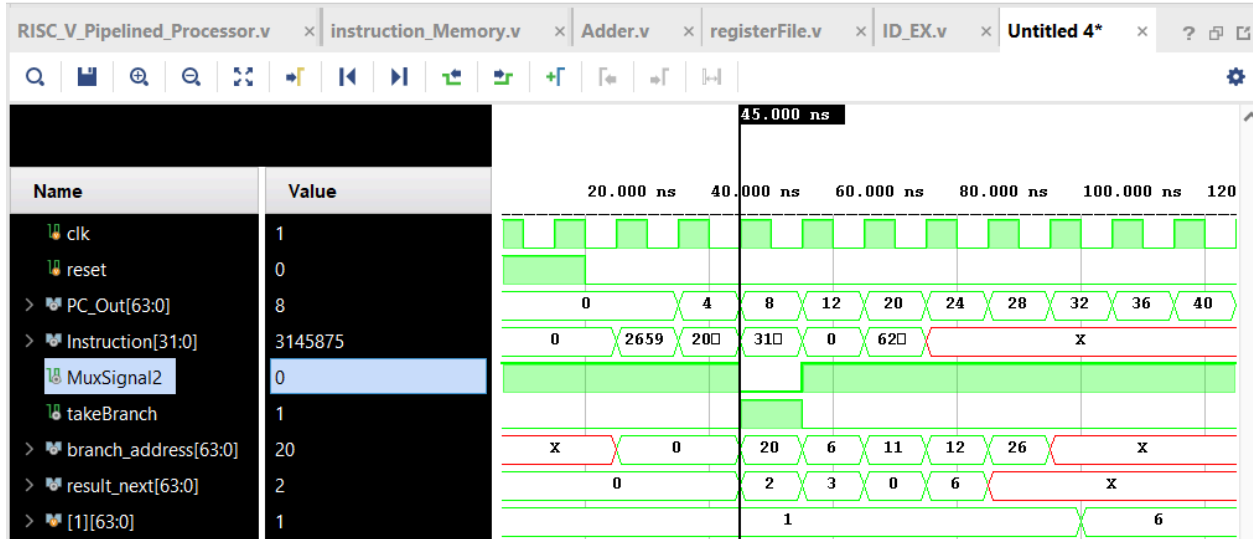 RISC_V_Pipelined_Processor.v × instruction_Memory.v × Adder.v × registerFile.v × ID_EX.v × Untitled 4* × ?
45.000 ns
Name Value 20.000 ns 40.000 ns 60.000 ns 80.000 ns 100.000 ns 120
clk 1
reset 0
PC_Out[63:0] 8 0 4 8 12 20 24 28 32 36 40
Instruction[31:0] 3145875 0 2659 20□ 31□ 0 62□ X
MuxSignal2 0
takeBranch 1
branch_address[63:0] 20 X 0 20 6 11 12 26 X
result_next[63:0] 2 0 2 3 0 6 X
[1][63:0] 1 1 6